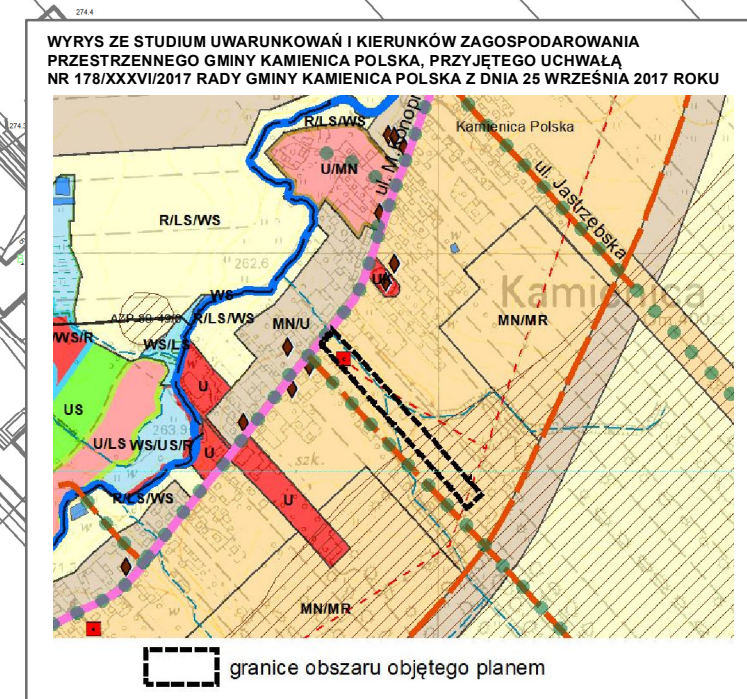 274.4
WYRYS ZE STUDIUM UWARUNKOWAŃ I KIERUNKÓW ZAGOSPODAROWANIA
PRZESTRZENNEGO GMINY KAMIENICA POLSKA, PRZYJĘTEGO UCHWAŁĄ
NR 178/XXXVI/2017 RADY GMINY KAMIENICA POLSKA Z DNIA 25 WRZEŚNIA 2017 ROKU
R/LS/WS
Kamienica Polska
U/MN
ul. Jastrzębska
R/LS/WS
262.6
WS
R/LS/WS
MN/U
Kamienica
MN/MR
WS/LS
WS/R
U
US
U/LS
WS/US/R
263.9
U
szk.
U
R/LS/WS
MN/MR
granice obszaru objętego planem